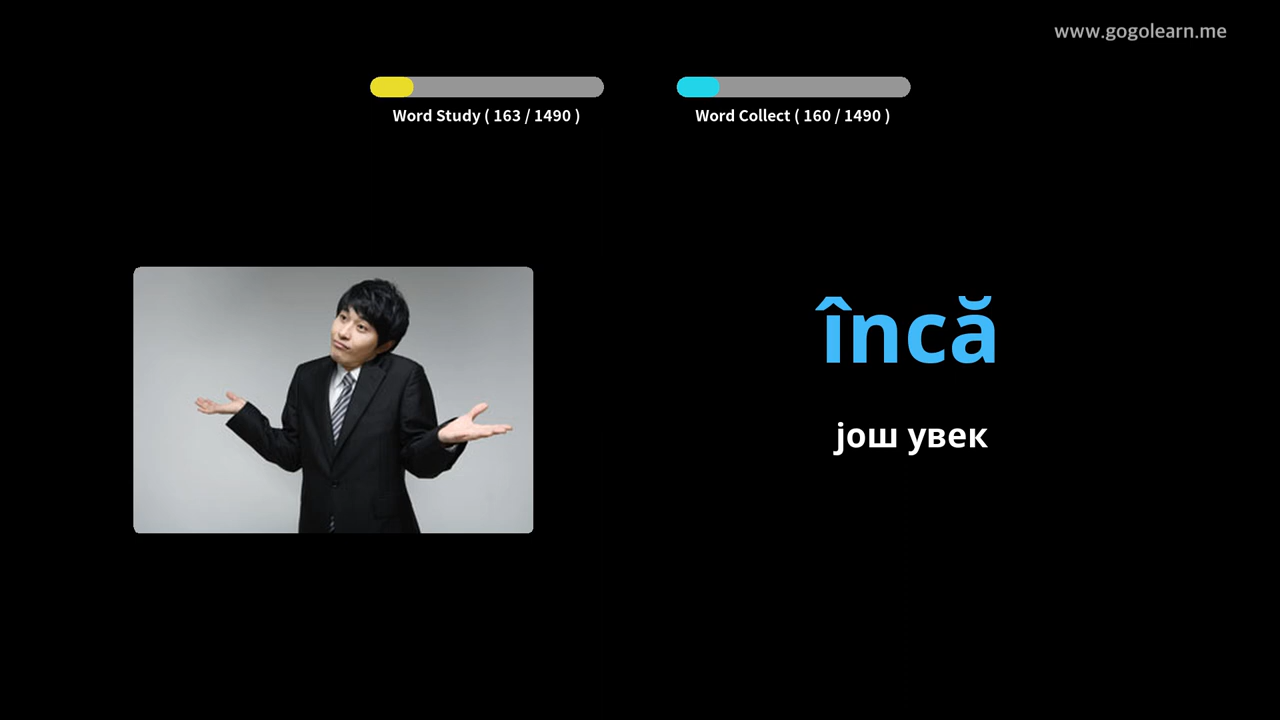 www.gogolearn.me
Word Study ( 163 / 1490 )
Word Collect ( 160 / 1490 )
încă
још увек